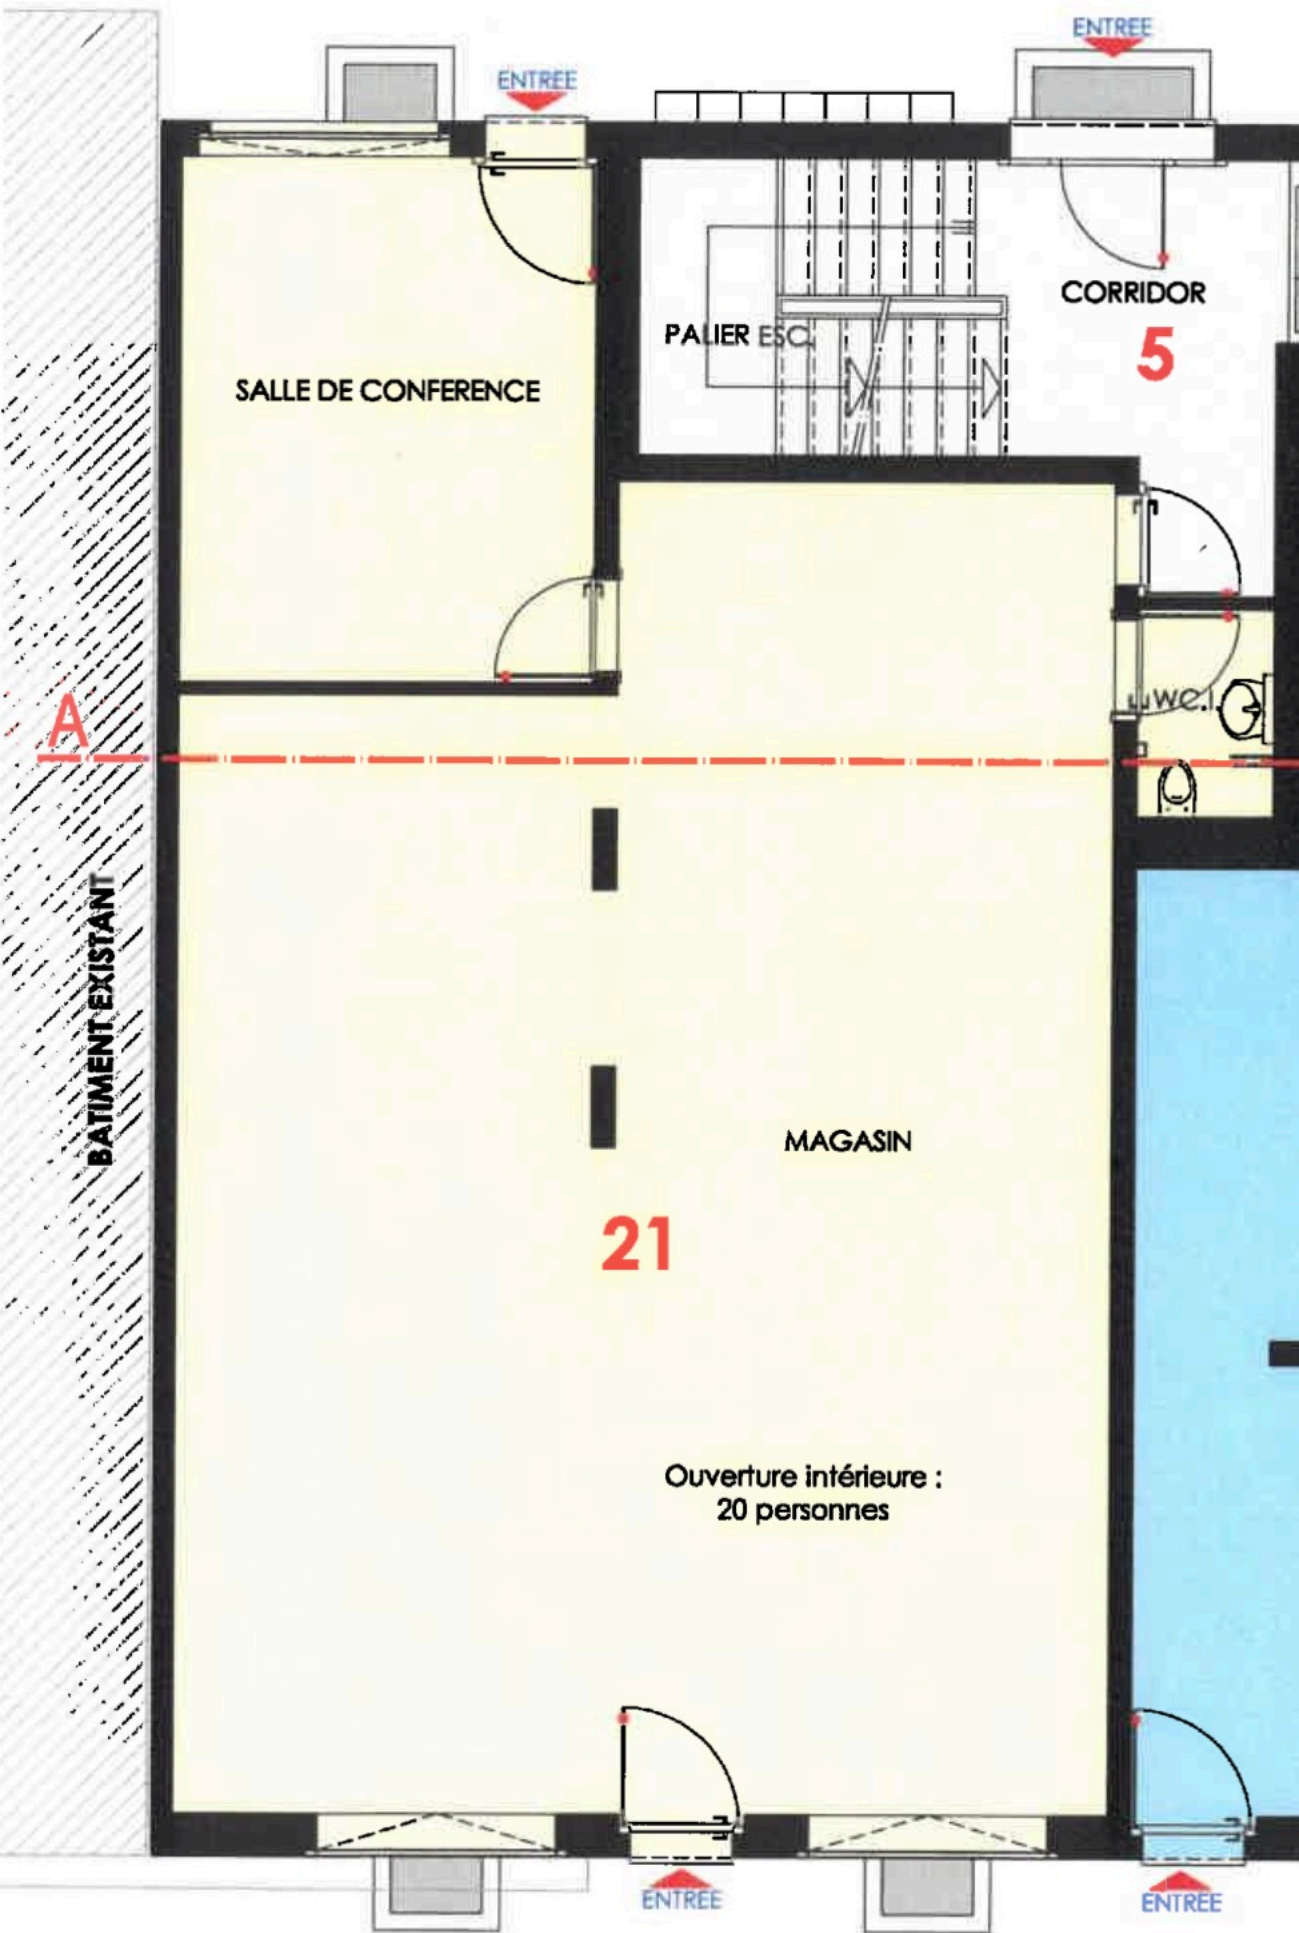 ENTREE
ENTREE
CORRIDOR
5
PALIER ESC.
SALLE DE CONFERENCE
W.C.
A
BATIMENT EXISTANT
MAGASIN
21
Ouverture intérieure :
20 personnes
ENTREE
ENTREE